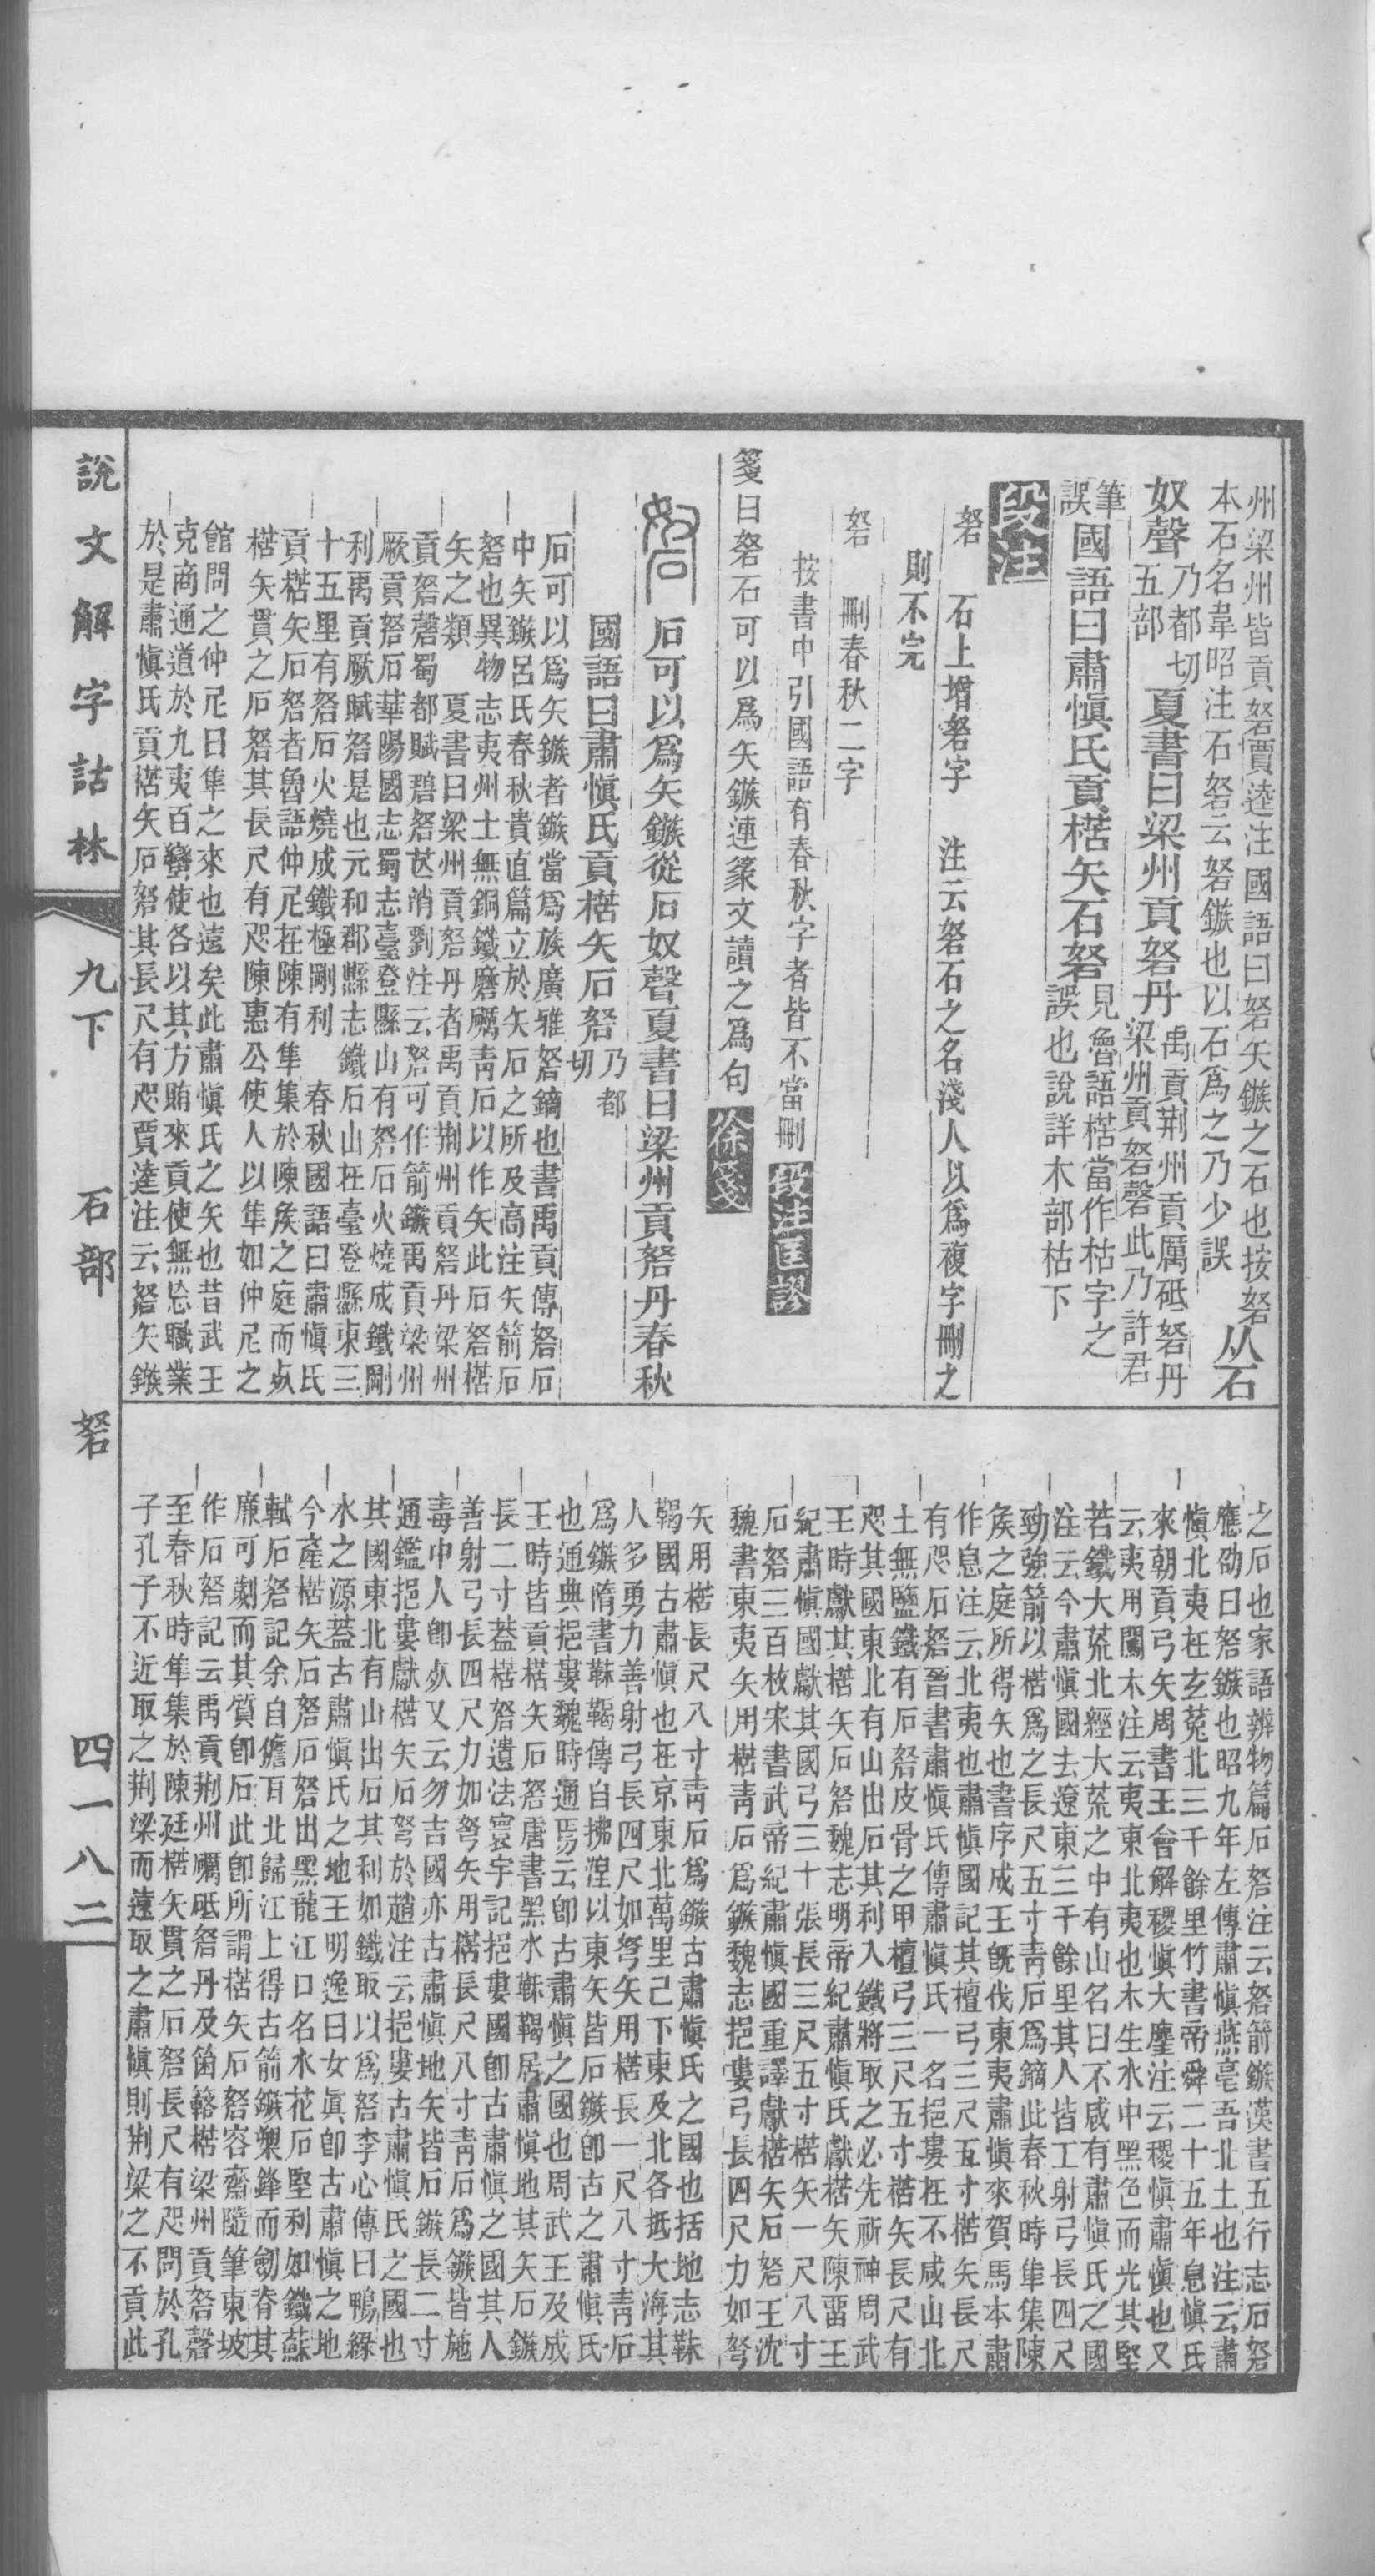 州梁州皆貢砮賈逵注國語曰砮矢鏃之石也按砮
本石名韋昭注石砮云砮鏃也以石爲之乃少誤
从石
奴聲
乃都切
五部
夏書曰梁州貢砮丹
禹貢荆州貢厲砥砮丹
梁州貢砮磬此乃許君
筆
誤
國語曰肅愼氏貢楛矢石砮
見魯語楛當作枯字之
誤也說詳木部枯下
段注
砮 石上增砮字 注云砮石之名淺人以爲複字刪之
則不完
砮 刪春秋二字
按書中引國語有春秋字者皆不當刪
段注匡謬
箋曰砮石可以爲矢鏃連篆文讀之爲句
徐箋
砮 石可以爲矢鏃從石奴聲夏書曰梁州貢砮丹春秋
國語曰肅愼氏貢楛矢石砮
乃都
切
石可以爲矢鏃者鏃當爲族廣雅砮鏑也書禹貢傳砮石
中矢鏃呂氏春秋貴直篇立於矢石之所及高注矢箭石
砮也異物志夷州土無銅鐵磨礪靑石以作矢此石砮楛
矢之類 夏書曰梁州貢砮丹者禹貢荆州貢砮丹梁州
貢砮磬蜀都賦碧砮芒消劉注云砮可作箭鏃禹貢梁州
厥貢砮石華陽國志蜀志臺登縣山有砮石火燒成鐵剛
利禹貢厥賦砮是也元和郡縣志鐵石山在臺登縣東三
十五里有砮石火燒成鐵極剛利 春秋國語曰肅愼氏
貢楛矢石砮者魯語仲尼在陳有隼集於陳矦之庭而𣦸
楛矢貫之石砮其長尺有咫陳惠公使人以隼如仲尼之
館問之仲尼曰隼之來也遠矣此肅愼氏之矢也昔武王
克商通道於九夷百蠻使各以其方賄來貢使無忘職業
於是肅愼氏貢楛矢石砮其長尺有咫賈逵注云砮矢鏃
之石也家語辨物篇石砮注云砮箭鏃漢書五行志石砮
應劭曰砮鏃也昭九年左傳肅愼燕亳吾北土也注云肅
愼北夷在玄菟北三千餘里竹書帝舜二十五年息愼氏
來朝貢弓矢周書王會解稷愼大麈注云稷愼肅愼也又
云夷用闟木注云夷東北夷也木生水中黑色而光其堅
若鐵大荒北經大荒之中有山名曰不咸有肅愼氏之國
注云今肅愼國去遼東三千餘里其人皆工射弓長四尺
勁強箭以楛爲之長尺五寸靑石爲鏑此春秋時隼集陳
矦之庭所得矢也書序成王旣伐東夷肅愼來賀馬本肅
作息注云北夷也肅愼國記其檀弓三尺五寸楛矢長尺
有咫石砮晉書肅愼氏傳肅愼氏一名挹婁在不咸山北
土無鹽鐵有石砮皮骨之甲檀弓三尺五寸楛矢長尺有
咫其國東北有山出石其利入鐵將取之必先祈神周武
王時獻其楛矢石砮魏志明帝紀肅愼氏獻楛矢陳畱王
紀肅愼國獻其國弓三十張長三尺五寸楛矢一尺八寸
石砮三百枚宋書武帝紀肅愼國重譯獻楛矢石砮王沈
魏書東夷矢用楛靑石爲鏃魏志挹婁弓長四尺力如弩
矢用楛長尺八寸靑石爲鏃古肅愼氏之國也括地志靺
鞨國古肅愼也在京東北萬里已下東及北各抵大海其
人多勇力善射弓長四尺如弩矢用楛長一尺八寸靑石
爲鏃隋書靺鞨傳自拂涅以東矢皆石鏃卽古之肅愼氏
也通典挹婁魏時通焉云卽古肅愼之國也周武王及成
王時皆貢楛矢石砮唐書黑水靺鞨居肅愼地其矢石鏃
長二寸葢楛砮遺法寰宇記挹婁國卽古肅愼之國其人
善射弓長四尺力如弩矢用楛長尺八寸靑石爲鏃皆施
毒中人卽𣦸又云勿吉國亦古肅愼地矢皆石鏃長二寸
通鑑挹婁獻楛矢石弩於趙注云挹婁古肅愼氏之國也
其國東北有山出石其利如鐵取以爲砮李心傳曰鴨綠
水之源葢古肅愼氏之地王明逸曰女眞卽古肅愼之地
今產楛矢石砮石砮出黑龍江口名水花石堅利如鐵蘇
軾石砮記余自儋耳北歸江上得古箭鏃槊鋒而劒脊其
廉可劌而其質卽石此卽所謂楛矢石砮容齋隨筆東坡
作石砮記云禹貢荆州礪砥砮丹及箘簵楛梁州貢砮磬
至春秋時隼集於陳廷楛矢貫之石砮長尺有咫問於孔
子孔子不近取之荆梁而遠取之肅愼則荆梁之不貢此
說文解字詁林 九下 石部 砮 四一八二